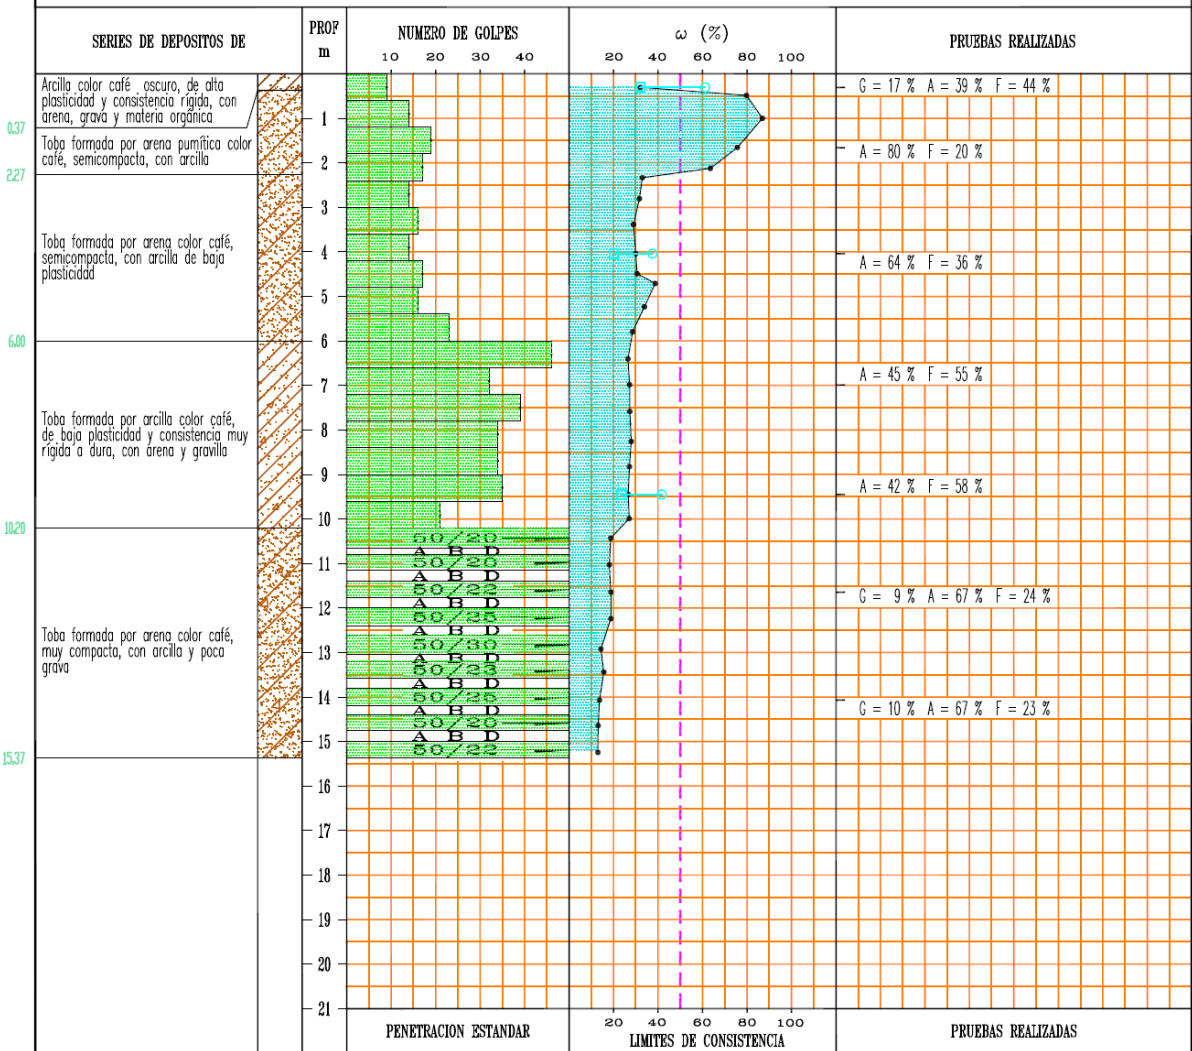 SERIES DE DEPOSITOS DE
PROF
m
NUMERO DE GOLPES
10 20 30 40
ω (%)
20 40 60 80 100
PRUEBAS REALIZADAS
Arcilla color café oscuro, de alta
plasticidad y consistencia rígida, con
arena, grava y materia orgánica
0.37
Toba formada por arena pumítica color
café, semicompacta, con arcilla
2.27
Toba formada por arena color café,
semicompacta, con arcilla de baja
plasticidad
6.00
Toba formada por arcilla color café,
de baja plasticidad y consistencia muy
rígida a dura, con arena y gravilla
10.20
Toba formada por arena color café,
muy compacta, con arcilla y poca
grava
15.37
1
2
3
4
5
6
7
8
9
10
11
12
13
14
15
16
17
18
19
20
21
50/20
A B D
50/20
A B D
50/22
A B D
50/25
A B D
50/30
A B D
50/23
A B D
50/25
A B D
50/20
A B D
50/22
G = 17 % A = 39 % F = 44 %
A = 80 % F = 20 %
A = 64 % F = 36 %
A = 45 % F = 55 %
A = 42 % F = 58 %
G = 9 % A = 67 % F = 24 %
G = 10 % A = 67 % F = 23 %
PENETRACION ESTANDAR
20 40 60 80 100
LIMITES DE CONSISTENCIA
PRUEBAS REALIZADAS